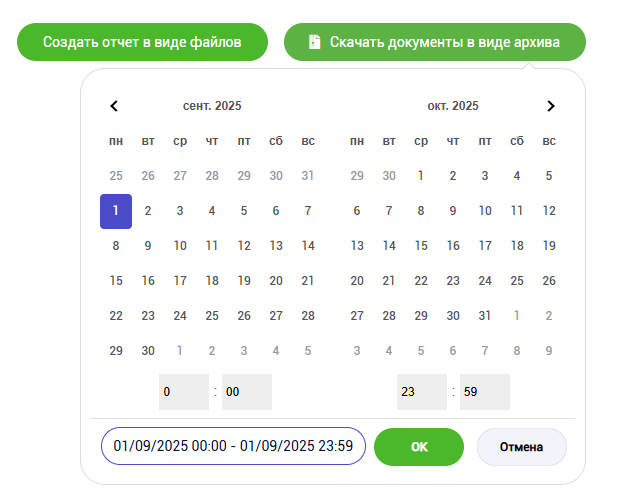 Создать отчет в виде файлов Скачать документы в виде архива
сент. 2025 окт. 2025
пн вт ср чт пт сб вс пн вт ср чт пт сб вс
25 26 27 28 29 30 31 29 30 1 2 3 4 5
1 2 3 4 5 6 7 6 7 8 9 10 11 12
8 9 10 11 12 13 14 13 14 15 16 17 18 19
15 16 17 18 19 20 21 20 21 22 23 24 25 26
22 23 24 25 26 27 28 27 28 29 30 31 1 2
29 30 1 2 3 4 5 3 4 5 6 7 8 9
0 : 00 23 : 59
01/09/2025 00:00 - 01/09/2025 23:59 ОК Отмена